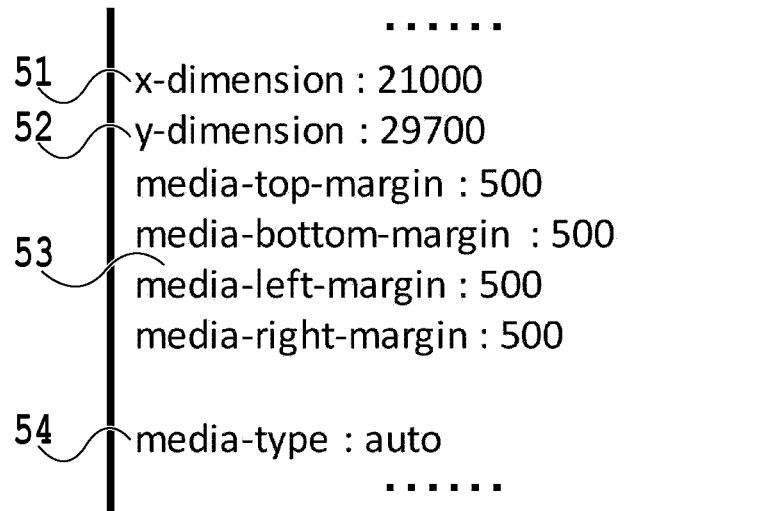 ......
51 x-dimension : 21000
52 y-dimension : 29700
media-top-margin : 500
media-bottom-margin : 500
53 media-left-margin : 500
media-right-margin : 500
54 media-type : auto
......